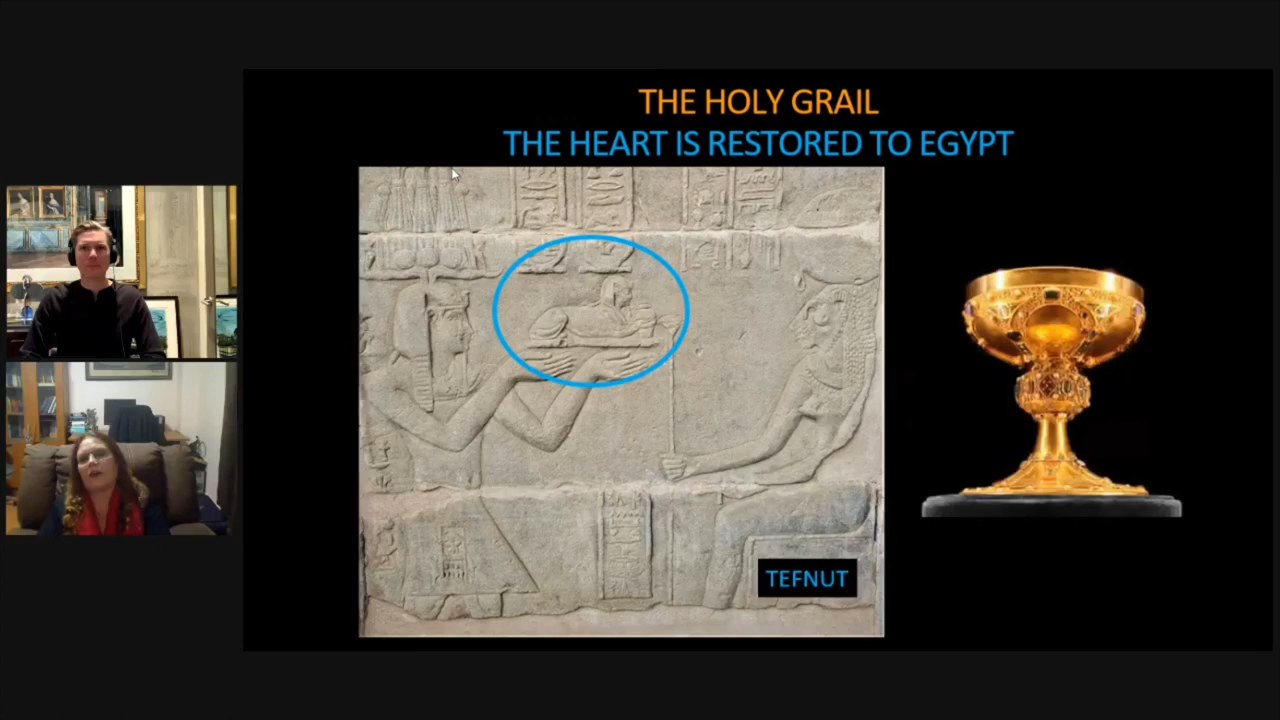 THE HOLY GRAIL
THE HEART IS RESTORED TO EGYPT
TEFNUT